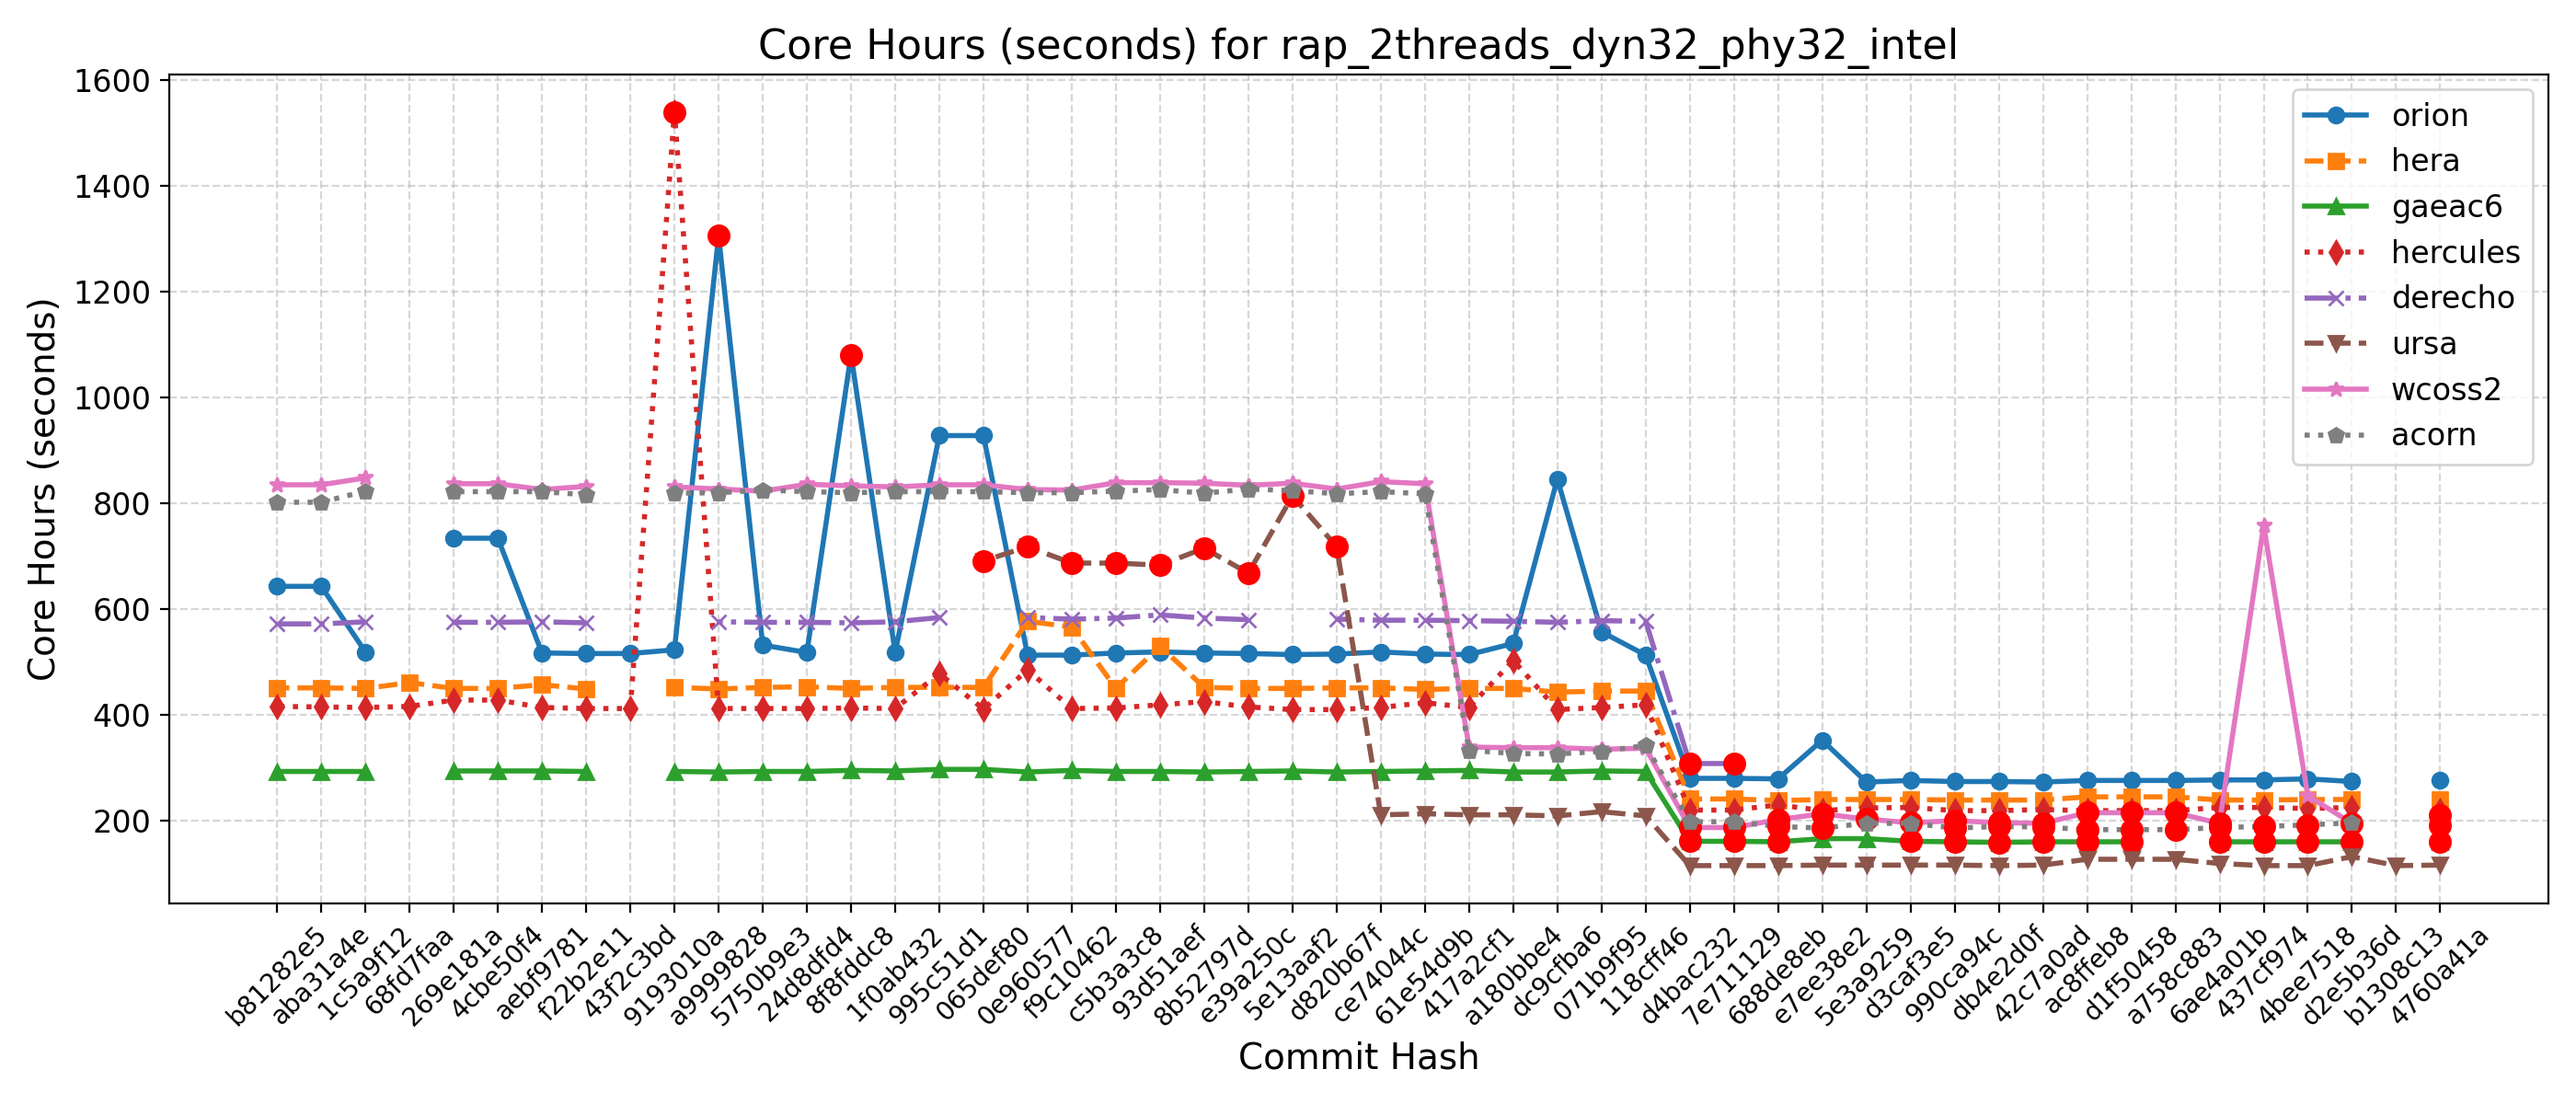 Core Hours (seconds) for rap_2threads_dyn32_phy32_intel
Core Hours (seconds)
1600
1400
1200
1000
800
600
400
200
orion
hera
gaeac6
hercules
derecho
ursa
wcoss2
acorn
b81282e5
aba31a4e
1c5a9f12
68fd7faa
269e181a
4cbe50f4
aebf9781
f22b2e11
43f2c3bd
9193010a
a9999828
5750b9e3
24d8dfd4
8f8fddc8
1f0ab432
995c51d1
065def80
0e960577
f9c10462
c5b3a3c8
93d51aef
8b52797d
e39a250c
5e13aaf2
d820b67f
ce74044c
61e54d9b
417a2cf1
a180bbe4
dc9cfba6
071b9f95
118cff46
d4bac232
7e711129
688de8eb
e7ee38e2
5e3a9259
d3caf3e5
990ca94c
db4e2d0f
42c7a0ad
ac8ffeb8
d1f50458
a758c883
6ae4a01b
437cf974
4bee7518
d2e5b36d
b1308c13
4760a41a
Commit Hash